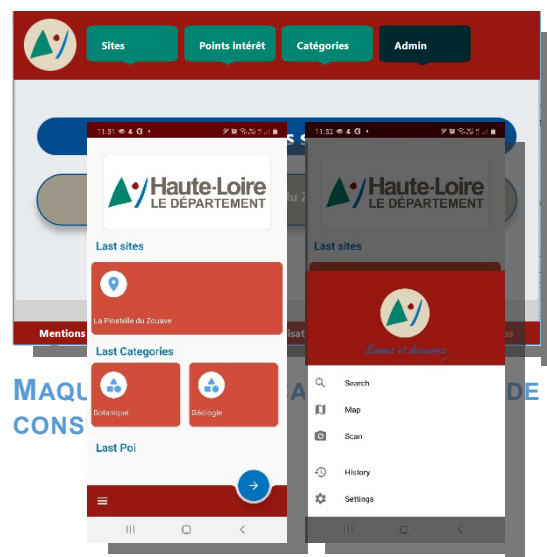 Sites
Points intérêt
Catégories
Admin
11:51
Haute-Loire
LE DÉPARTEMENT
Last sites
La Pinatelle du Zouave
Last Categories
Botanique
Géologie
Last Poi
11:52
Haute-Loire
LE DÉPARTEMENT
Last sites
Scannez et découvrez
Search
Map
Scan
History
Settings
Mentions
MAQU
DE
CONS